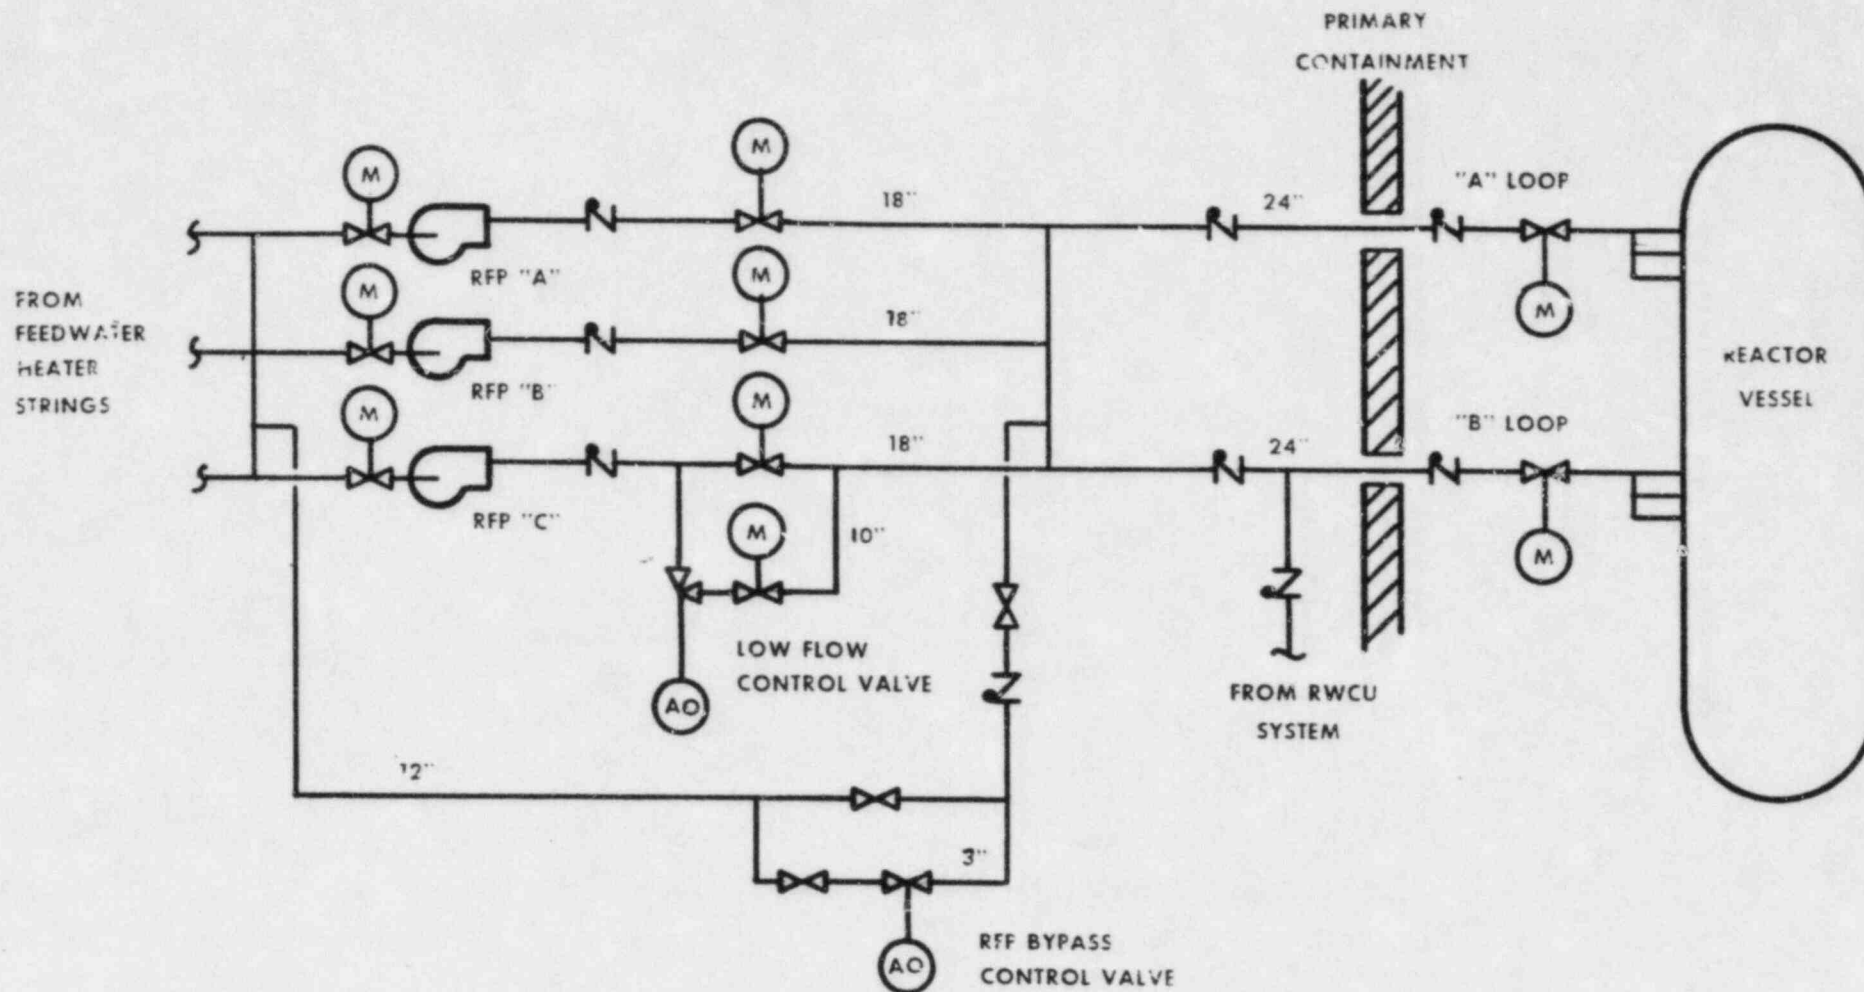 PRIMARY
CONTAINMENT
M
M
18"
24"
"A" LOOP
RFP "A"
M
M
M
FROM
FEEDWATER
HEATER
STRINGS
18"
RFP "B"
REACTOR
VESSEL
M
M
18"
24"
"B" LOOP
RFP "C"
M
10"
M
LOW FLOW
CONTROL VALVE
AO
FROM RWCU
SYSTEM
12"
3"
RFP BYPASS
CONTROL VALVE
AO